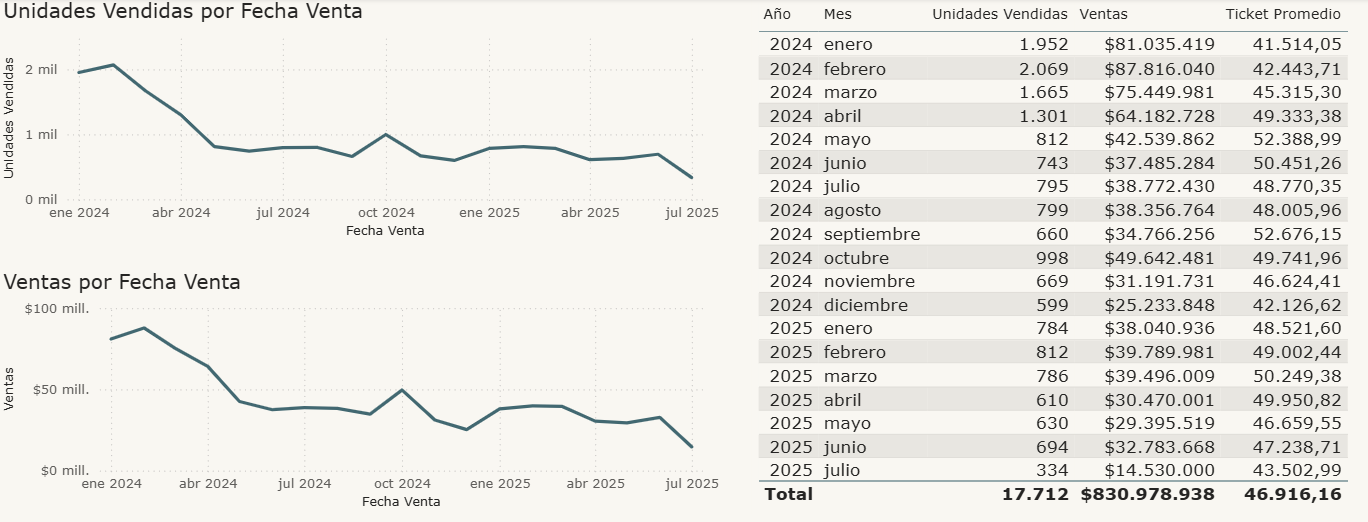 Unidades Vendidas por Fecha Venta
Unidades Vendidas
2 mil
1 mil
0 mil
ene 2024 abr 2024 jul 2024 oct 2024 ene 2025 abr 2025 jul 2025
Fecha Venta
Ventas por Fecha Venta
Ventas
$100 mill.
$50 mill.
$0 mill.
ene 2024 abr 2024 jul 2024 oct 2024 ene 2025 abr 2025 jul 2025
Fecha Venta
Año Mes Unidades Vendidas Ventas Ticket Promedio
2024 enero 1.952 $81.035.419 41.514,05
2024 febrero 2.069 $87.816.040 42.443,71
2024 marzo 1.665 $75.449.981 45.315,30
2024 abril 1.301 $64.182.728 49.333,38
2024 mayo 812 $42.539.862 52.388,99
2024 junio 743 $37.485.284 50.451,26
2024 julio 795 $38.772.430 48.770,35
2024 agosto 799 $38.356.764 48.005,96
2024 septiembre 660 $34.766.256 52.676,15
2024 octubre 998 $49.642.481 49.741,96
2024 noviembre 669 $31.191.731 46.624,41
2024 diciembre 599 $25.233.848 42.126,62
2025 enero 784 $38.040.936 48.521,60
2025 febrero 812 $39.789.981 49.002,44
2025 marzo 786 $39.496.009 50.249,38
2025 abril 610 $30.470.001 49.950,82
2025 mayo 630 $29.395.519 46.659,55
2025 junio 694 $32.783.668 47.238,71
2025 julio 334 $14.530.000 43.502,99
Total 17.712 $830.978.938 46.916,16